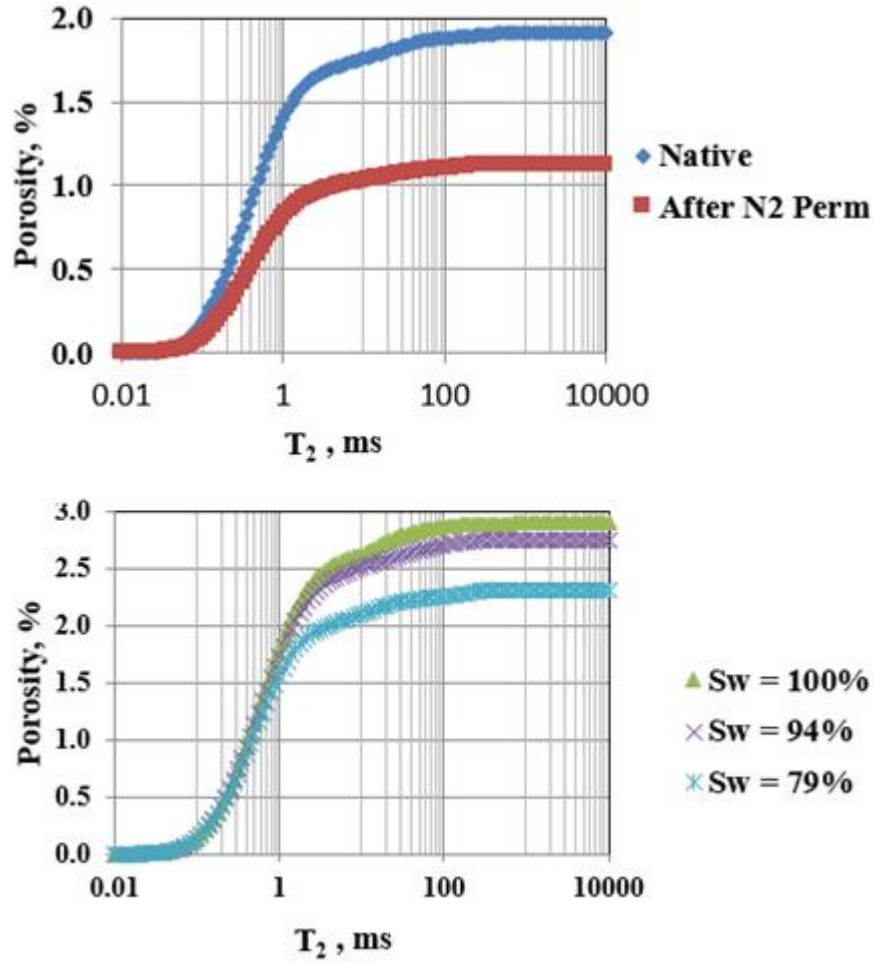 2.0
1.5
1.0
0.5
0.0
Porosity, %
0.01 1 100 10000
T₂ , ms
Native
After N2 Perm
3.0
2.5
2.0
1.5
1.0
0.5
0.0
Porosity, %
0.01 1 100 10000
T₂ , ms
Sw = 100%
Sw = 94%
Sw = 79%